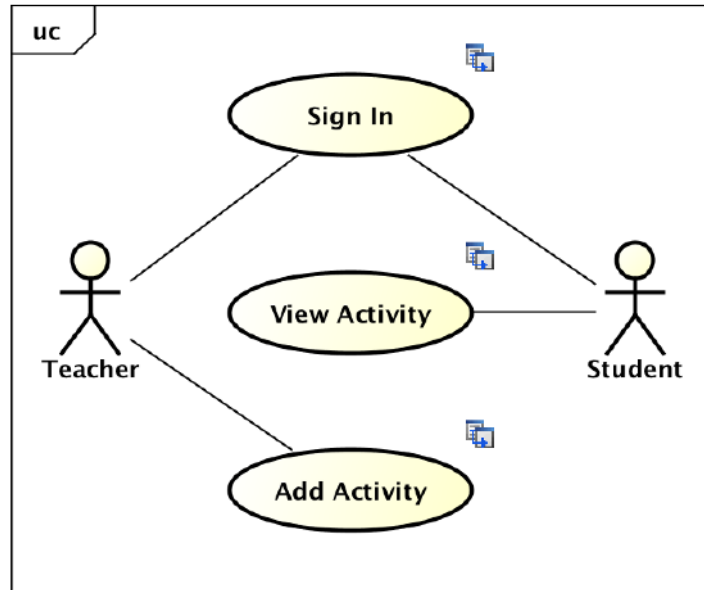 uc
Sign In
View Activity
Teacher
Student
Add Activity